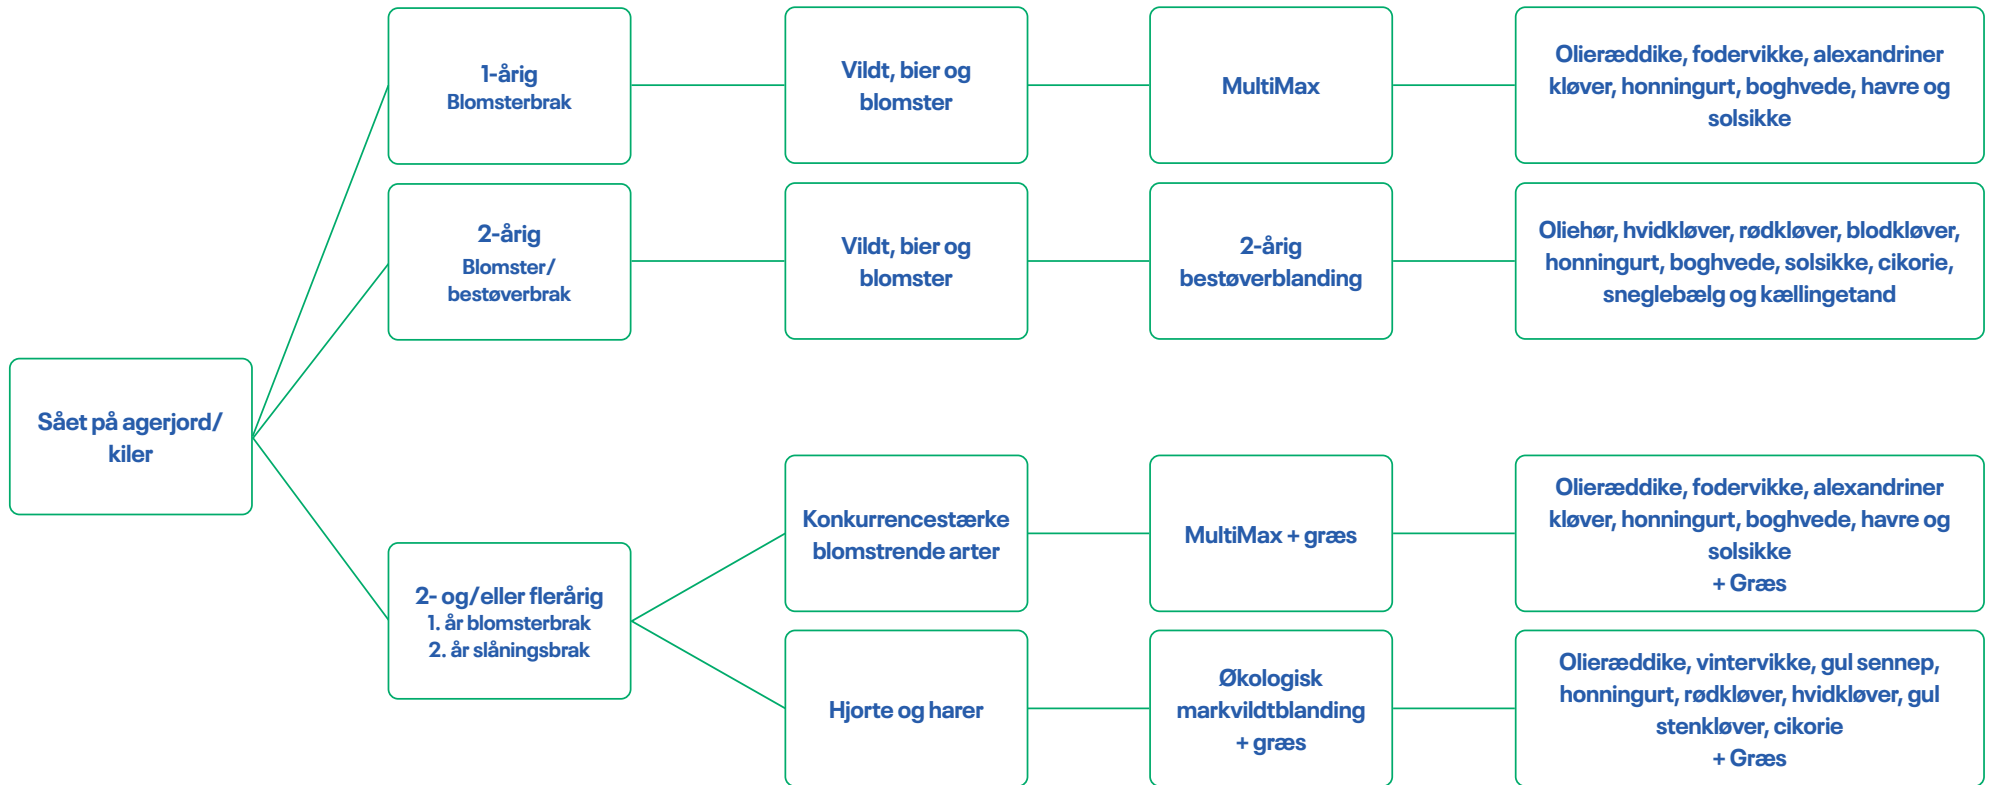 Sået på agerjord/
kiler
1-årig
Blomsterbrak
Vildt, bier og
blomster
MultiMax
Olieræddike, fodervikke, alexandriner
kløver, honningurt, boghvede, havre og
solsikke
2-årig
Blomster/
bestøverbrak
Vildt, bier og
blomster
2-årig
bestøverblanding
Oliehør, hvidkløver, rødkløver, blodkløver,
honningurt, boghvede, solsikke, cikorie,
sneglebælg og kællingetand
2- og/eller flerårig
1. år blomsterbrak
2. år slåningsbrak
Konkurrencestærke
blomstrende arter
MultiMax + græs
Olieræddike, fodervikke, alexandriner
kløver, honningurt, boghvede, havre og
solsikke
+ Græs
Hjorte og harer
Økologisk
markvildtblanding
+ græs
Olieræddike, vintervikke, gul sennep,
honningurt, rødkløver, hvidkløver, gul
stenkløver, cikorie
+ Græs